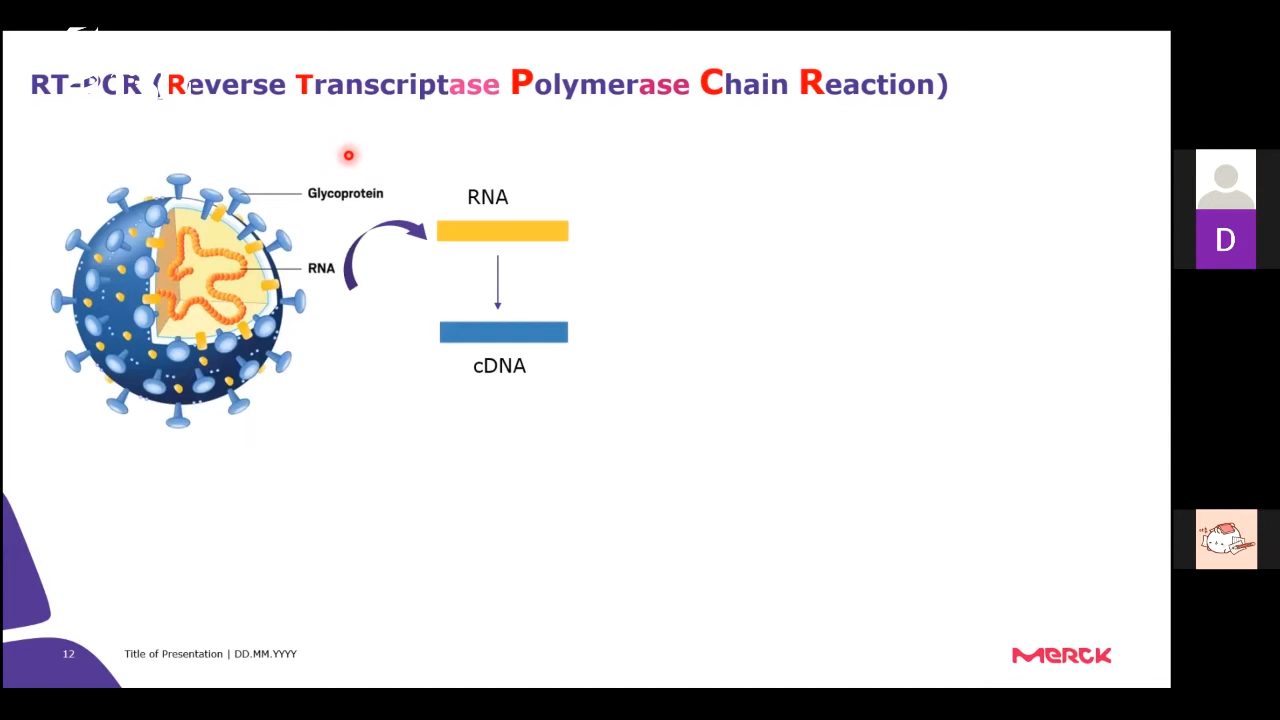 RT-PCR (Reverse Transcriptase Polymerase Chain Reaction)
Glycoprotein
RNA
RNA
cDNA
D
12 Title of Presentation | DD.MM.YYYY
MERCK